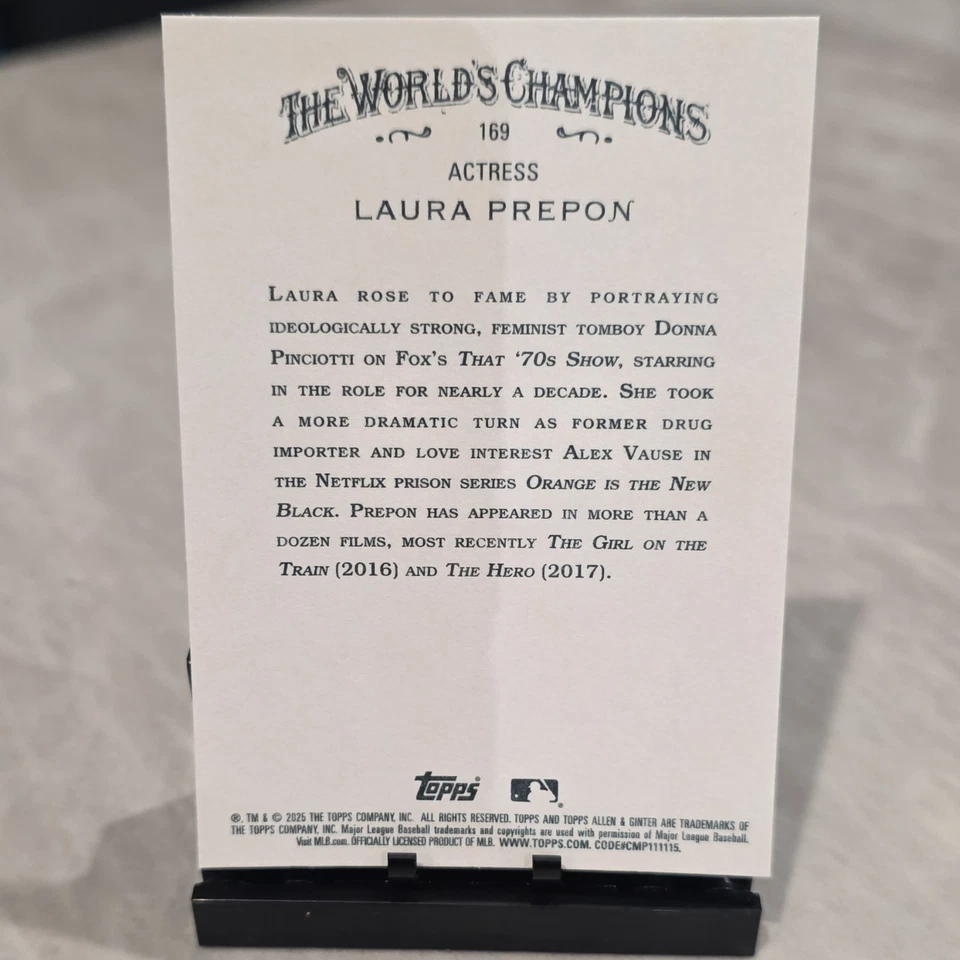 THE WORLD'S CHAMPIONS
169
ACTRESS
LAURA PREPON
LAURA ROSE TO FAME BY PORTRAYING
IDEOLOGICALLY STRONG, FEMINIST TOMBOY DONNA
PINCIOTTI ON FOX'S THAT '70S SHOW, STARRING
IN THE ROLE FOR NEARLY A DECADE. SHE TOOK
A MORE DRAMATIC TURN AS FORMER DRUG
IMPORTER AND LOVE INTEREST ALEX VAUSE IN
THE NETFLIX PRISON SERIES ORANGE IS THE NEW
BLACK. PREPON HAS APPEARED IN MORE THAN A
DOZEN FILMS, MOST RECENTLY THE GIRL ON THE
TRAIN (2016) AND THE HERO (2017).
topps
®, TM & © 2025 THE TOPPS COMPANY, INC. ALL RIGHTS RESERVED. TOPPS AND TOPPS ALLEN & GINTER ARE TRADEMARKS OF
THE TOPPS COMPANY, INC. Major League Baseball trademarks and copyrights are used with permission of Major League Baseball.
Visit MLB.com. OFFICIALLY LICENSED PRODUCT OF MLB. WWW.TOPPS.COM. CODE#CMP111115.